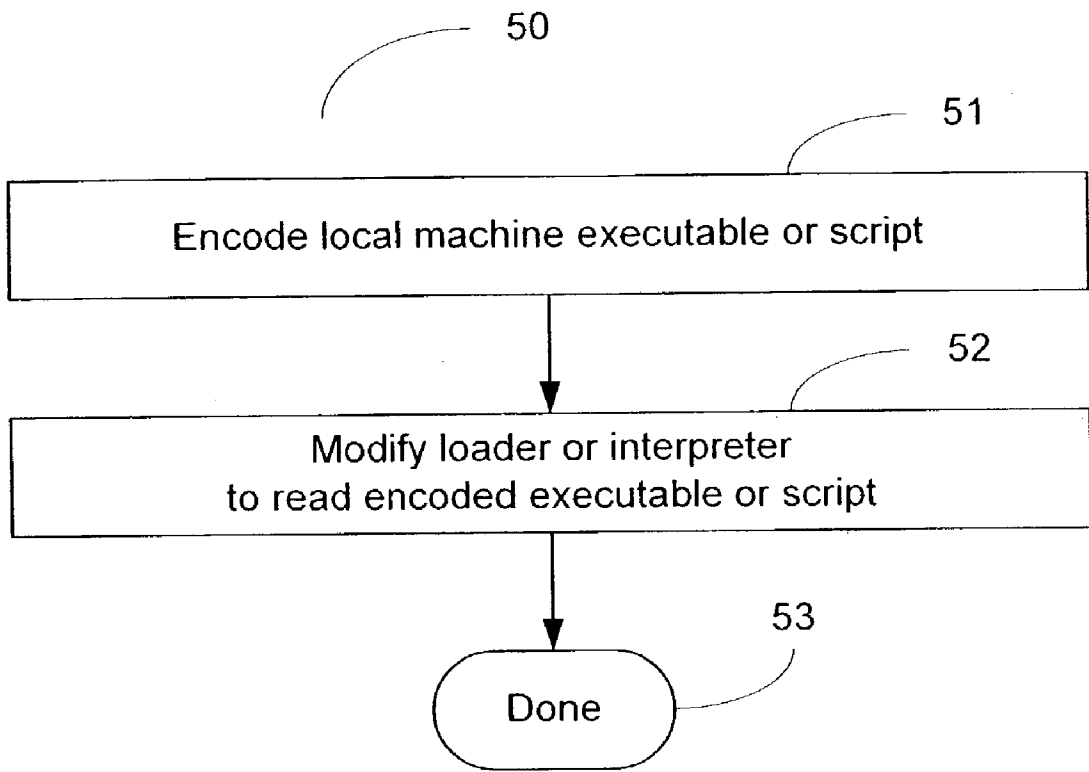 50
51
Encode local machine executable or script
52
Modify loader or interpreter
to read encoded executable or script
53
Done